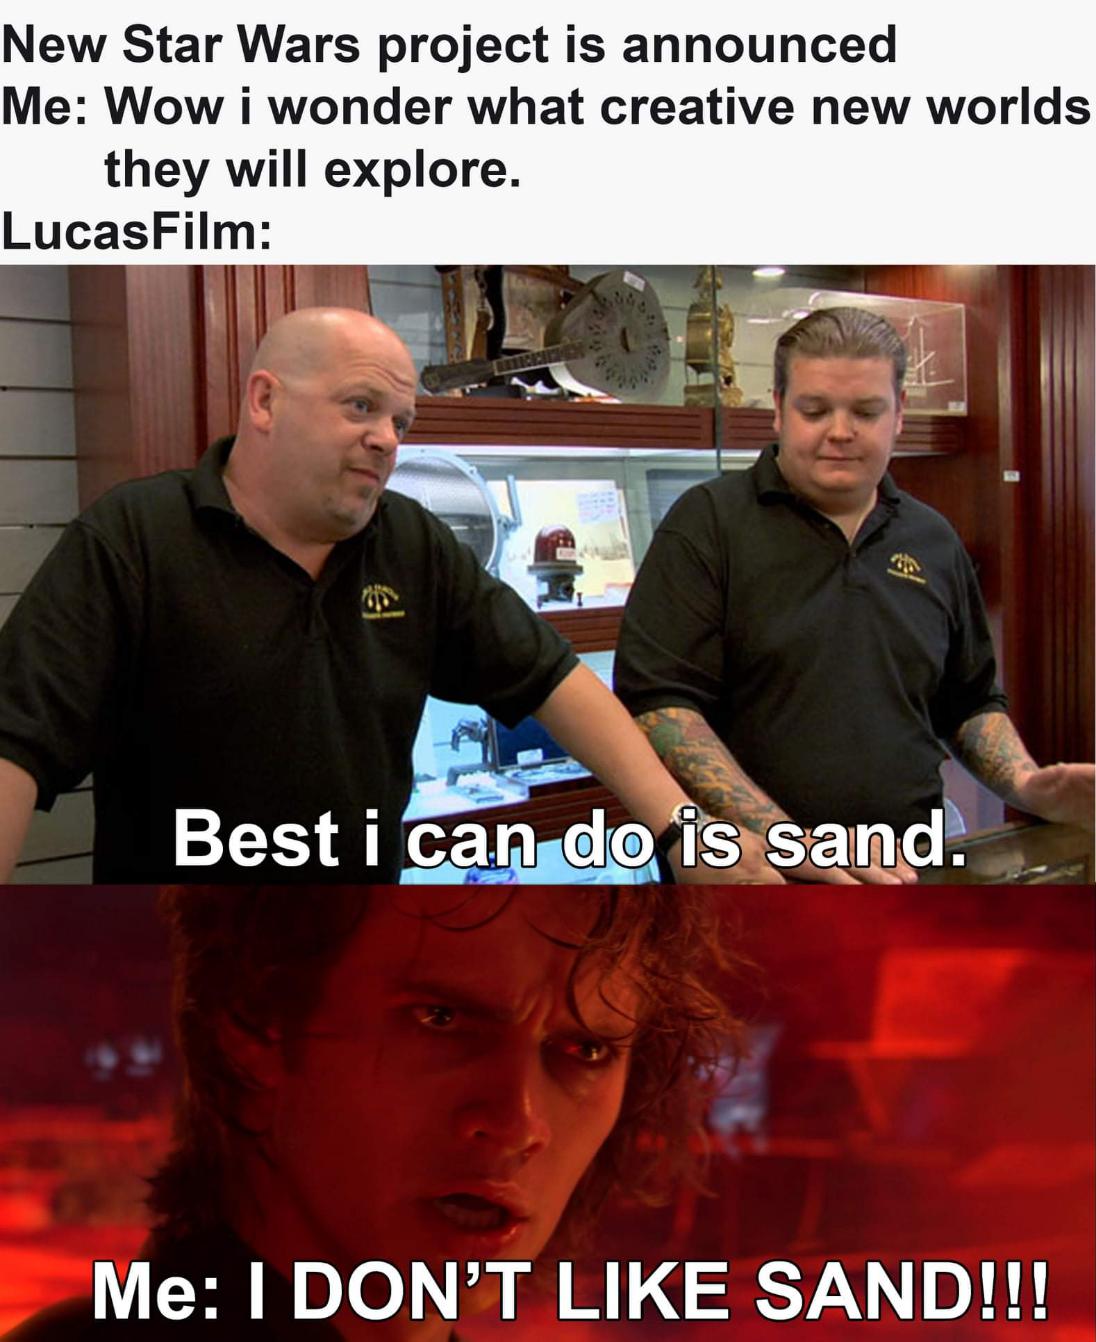 New Star Wars project is announced
Me: Wow i wonder what creative new worlds
they will explore.
LucasFilm:
Best i can do is sand.
Me: I DON’T LIKE SAND!!!